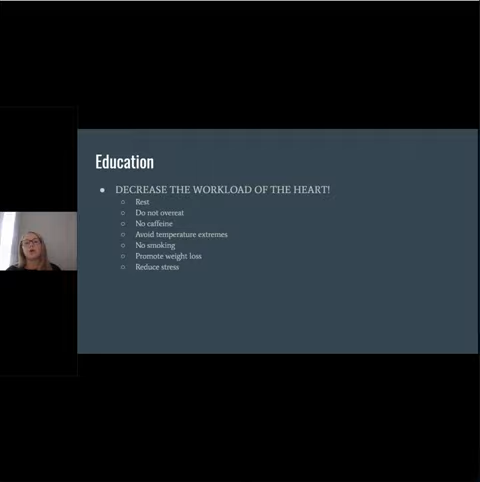 Education
DECREASE THE WORKLOAD OF THE HEART!
Rest
Do not overeat
No caffeine
Avoid temperature extremes
No smoking
Promote weight loss
Reduce stress